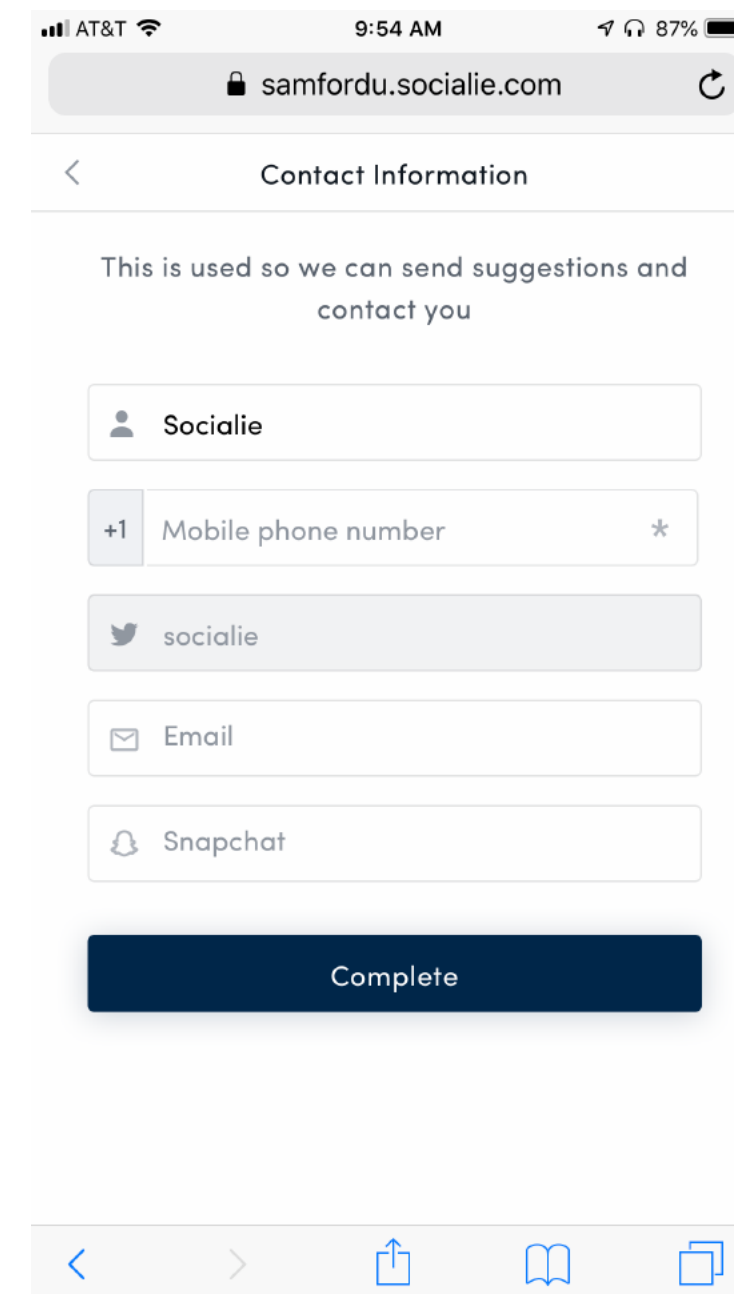 AT&T 9:54 AM 87%
samfordu.socialie.com
Contact Information
This is used so we can send suggestions and
contact you
Socialie
+1 Mobile phone number *
socialie
Email
Snapchat
Complete